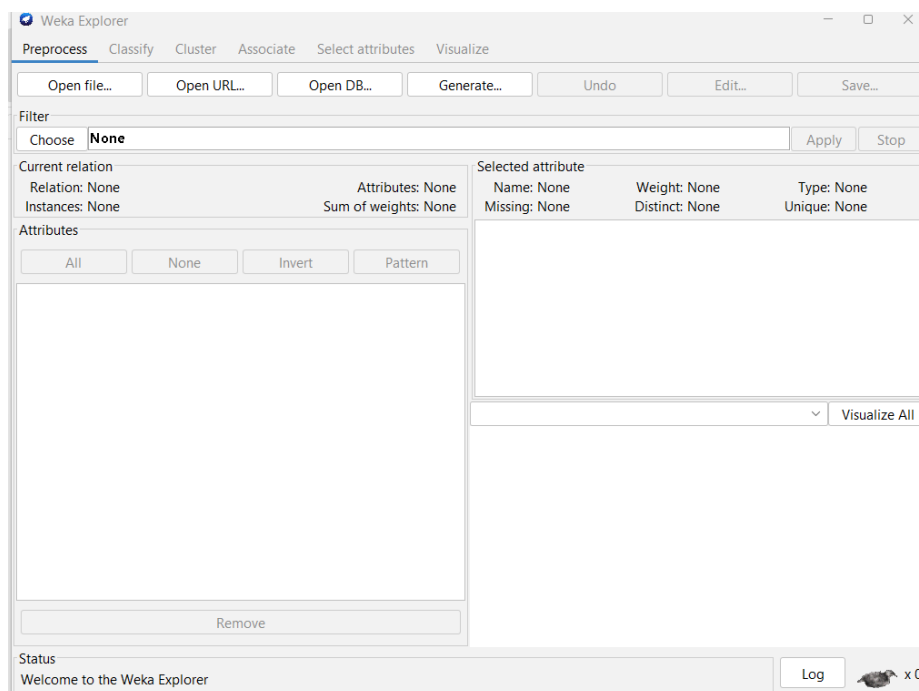 Weka Explorer
Preprocess Classify Cluster Associate Select attributes Visualize
Open file... Open URL... Open DB... Generate... Undo Edit... Save...
Filter
Choose None Apply Stop
Current relation
Relation: None Attributes: None
Instances: None Sum of weights: None
Selected attribute
Name: None Weight: None Type: None
Missing: None Distinct: None Unique: None
Attributes
All None Invert Pattern
Visualize All
Remove
Status
Welcome to the Weka Explorer
Log x 0